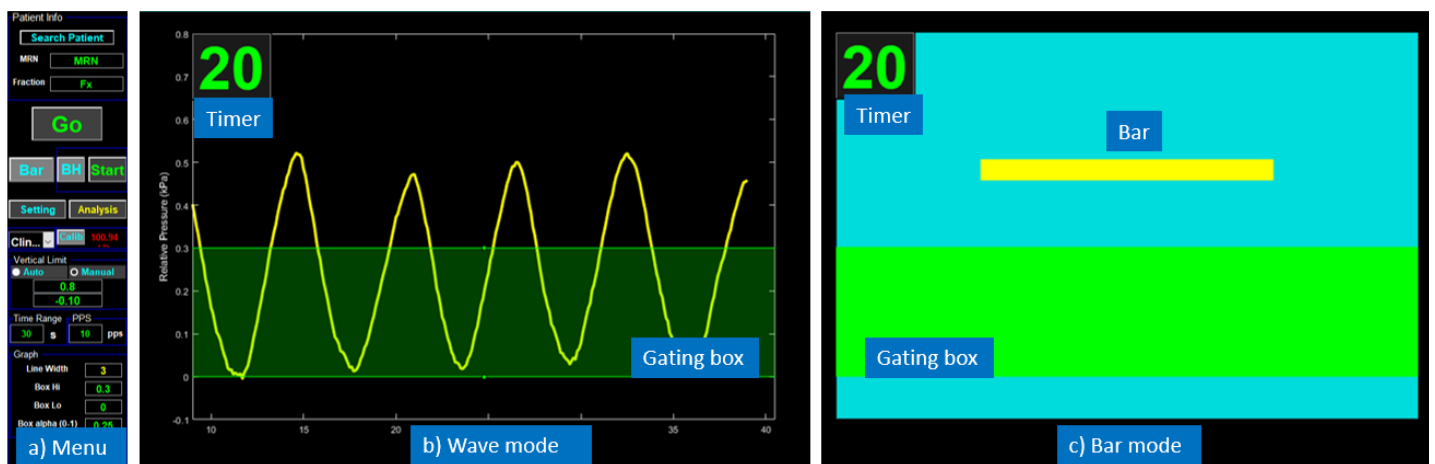 Patient Info
Search Patient
MRN MRN
Fraction Fx
Go
Bar BH Start
Setting Analysis
Clin... Calib 100.94
Vertical Limit
Auto Manual
0.8
-0.10
Time Range PPS
30 s 10 pps
Graph
Line Width 3
Box Hi 0.3
Box Lo 0
Box alpha (0-1) 0.25
a) Menu
0.8
0.7
0.6
0.5
0.4
0.3
0.2
0.1
0
-0.1
Relative Pressure (kPa)
20
Timer
Gating box
10 15 20 35 40
b) Wave mode
20
Timer
Bar
Gating box
c) Bar mode